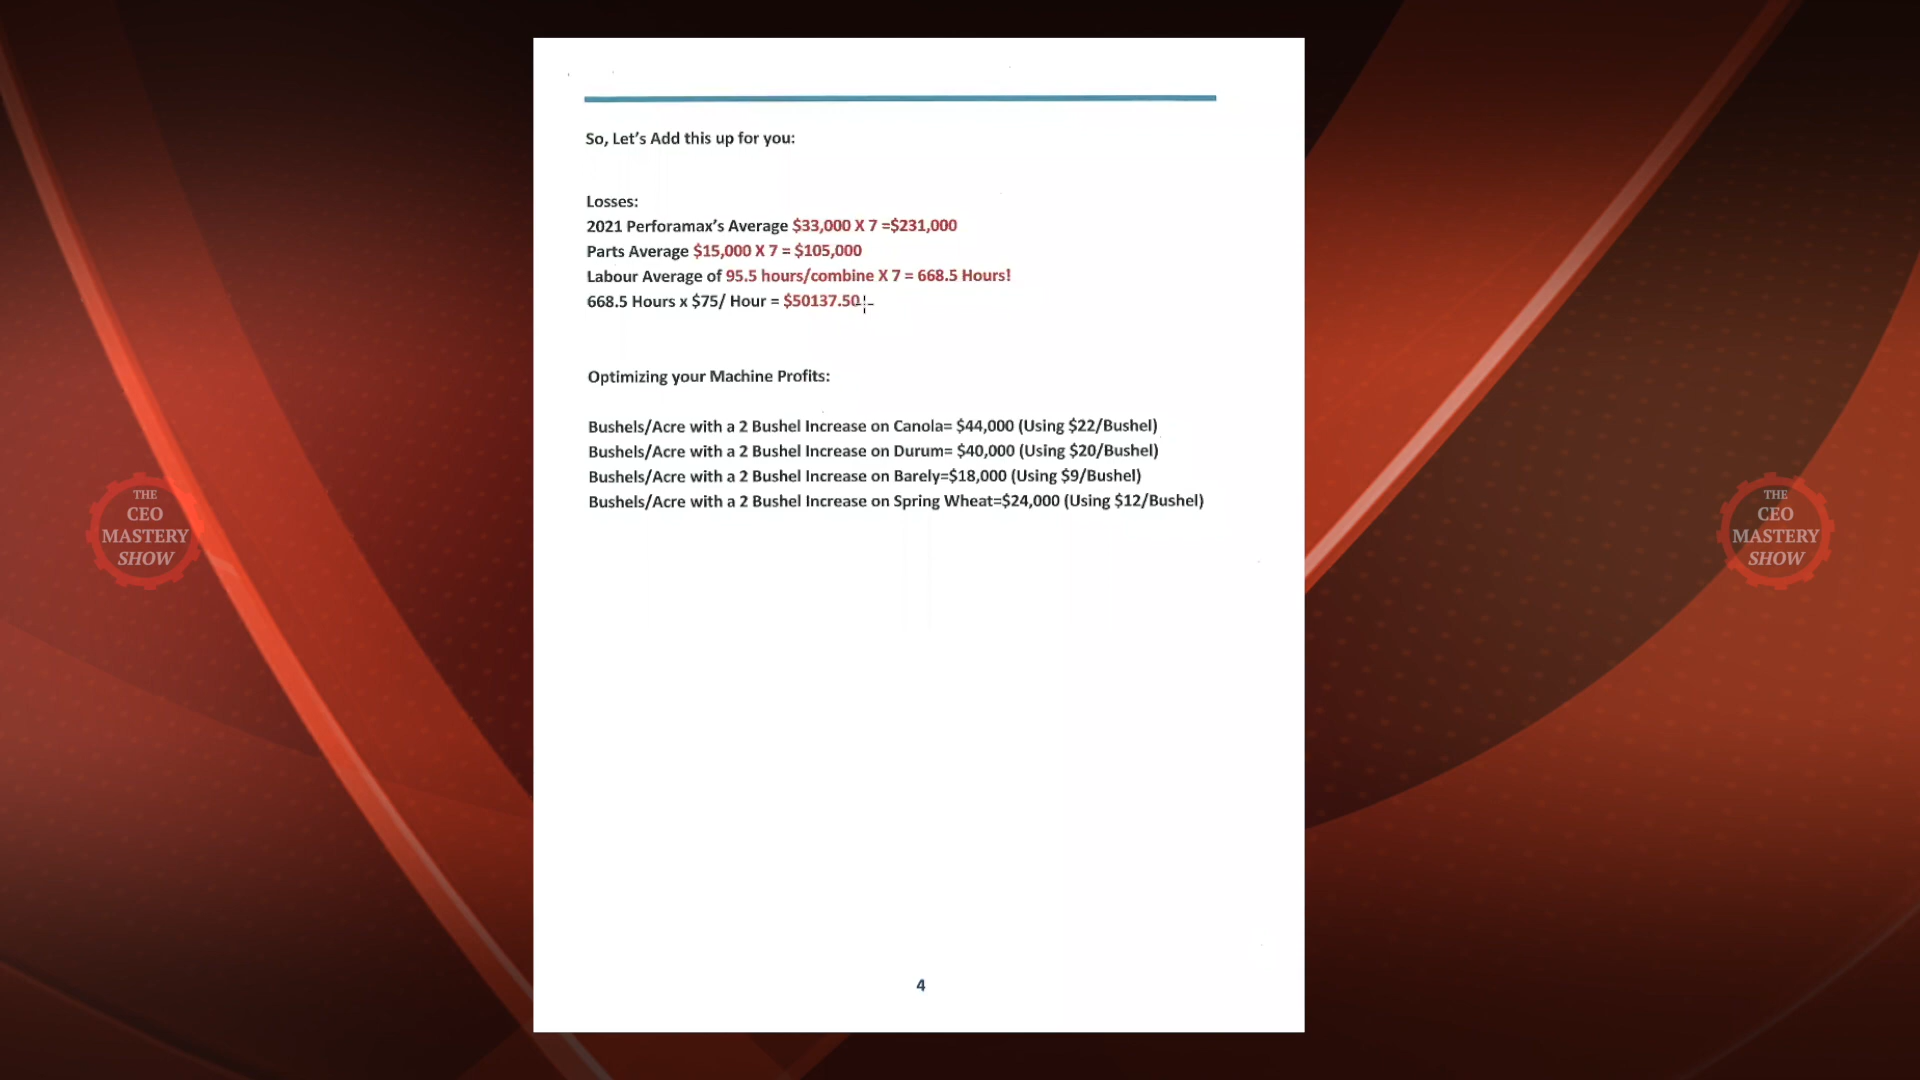 So, Let's Add this up for you:
Losses:
2021 Perforamax's Average $33,000 X 7 =$231,000
Parts Average $15,000 X 7 = $105,000
Labour Average of 95.5 hours/combine X 7 = 668.5 Hours!
668.5 Hours x $75/ Hour = $50137.50
Optimizing your Machine Profits:
Bushels/Acre with a 2 Bushel Increase on Canola= $44,000 (Using $22/Bushel)
Bushels/Acre with a 2 Bushel Increase on Durum= $40,000 (Using $20/Bushel)
Bushels/Acre with a 2 Bushel Increase on Barely=$18,000 (Using $9/Bushel)
Bushels/Acre with a 2 Bushel Increase on Spring Wheat=$24,000 (Using $12/Bushel)
4
THE
CEO
MASTERY
SHOW
THE
CEO
MASTERY
SHOW